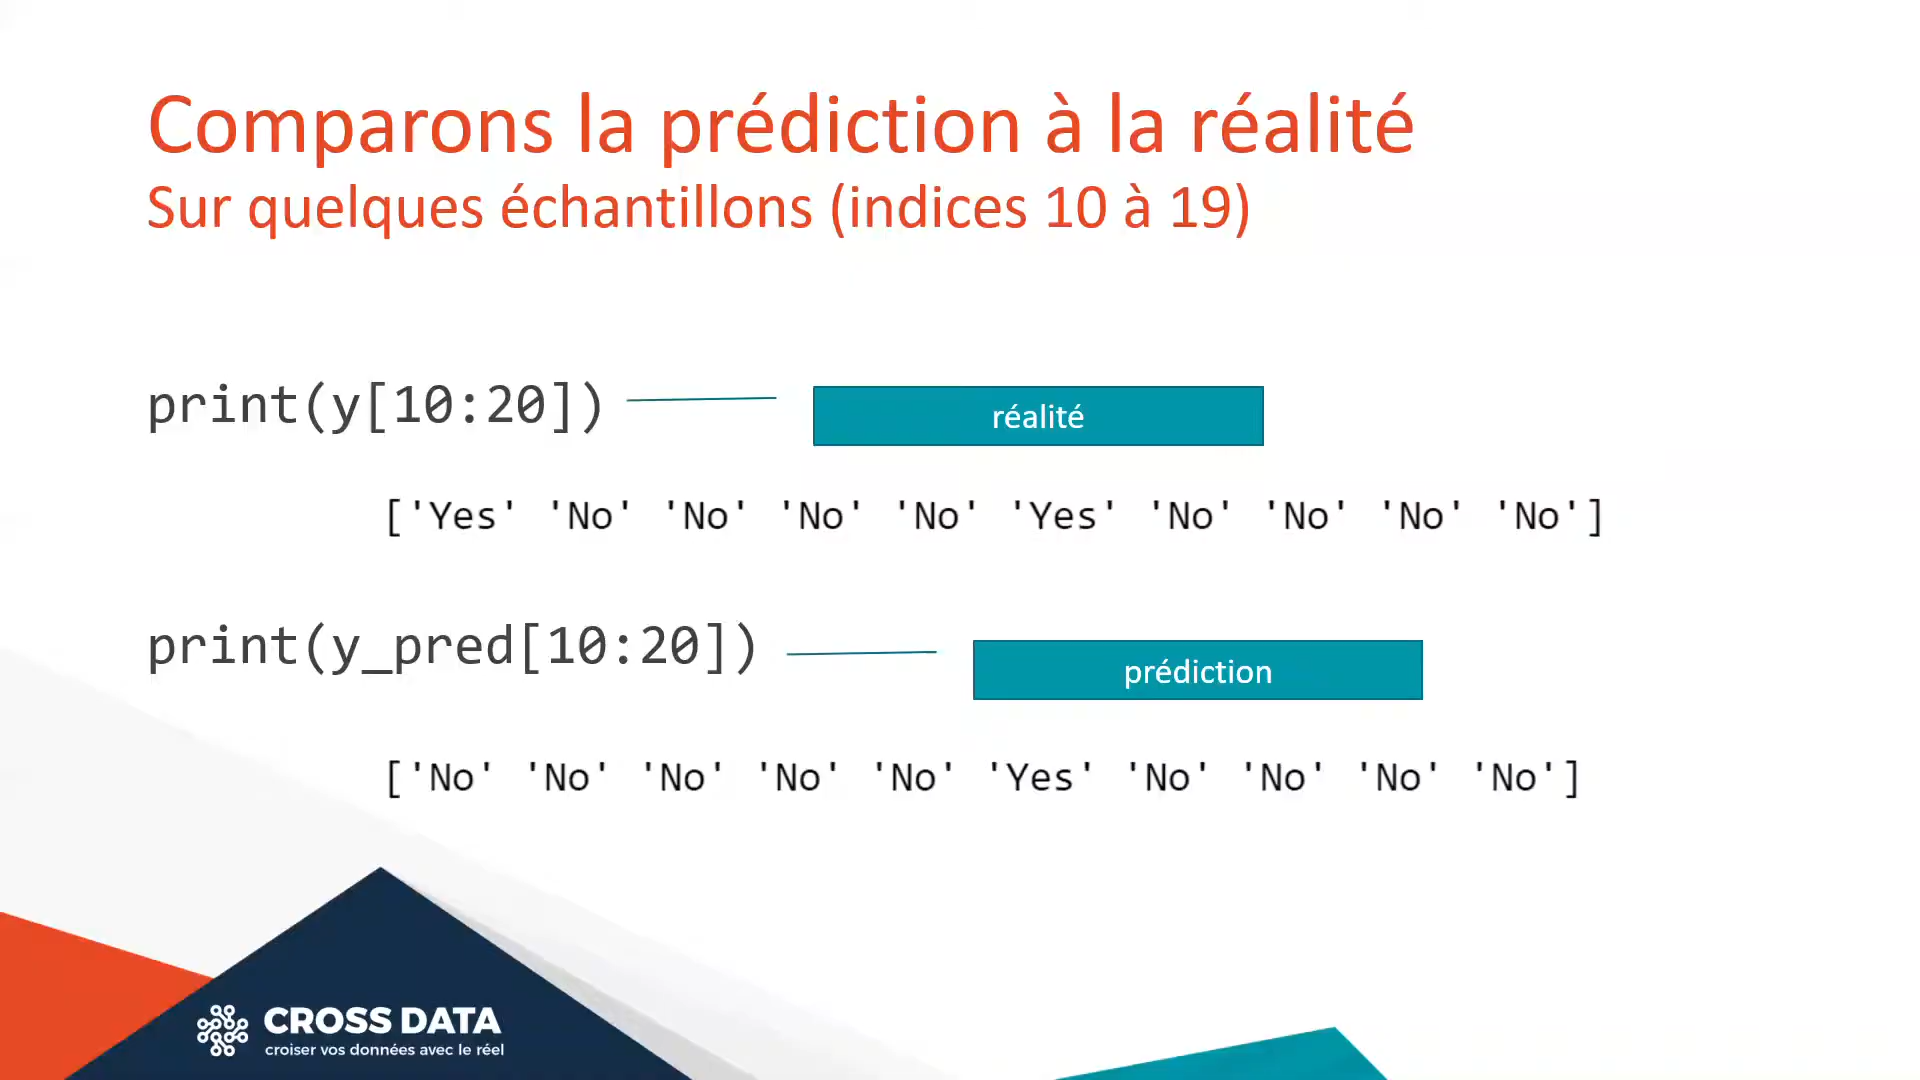 Comparons la prédiction à la réalité
Sur quelques échantillons (indices 10 à 19)
print(y[10:20])
réalité
['Yes' 'No' 'No' 'No' 'No' 'Yes' 'No' 'No' 'No' 'No']
print(y_pred[10:20])
prédiction
['No' 'No' 'No' 'No' 'No' 'Yes' 'No' 'No' 'No' 'No']
CROSS DATA
croiser vos données avec le réel